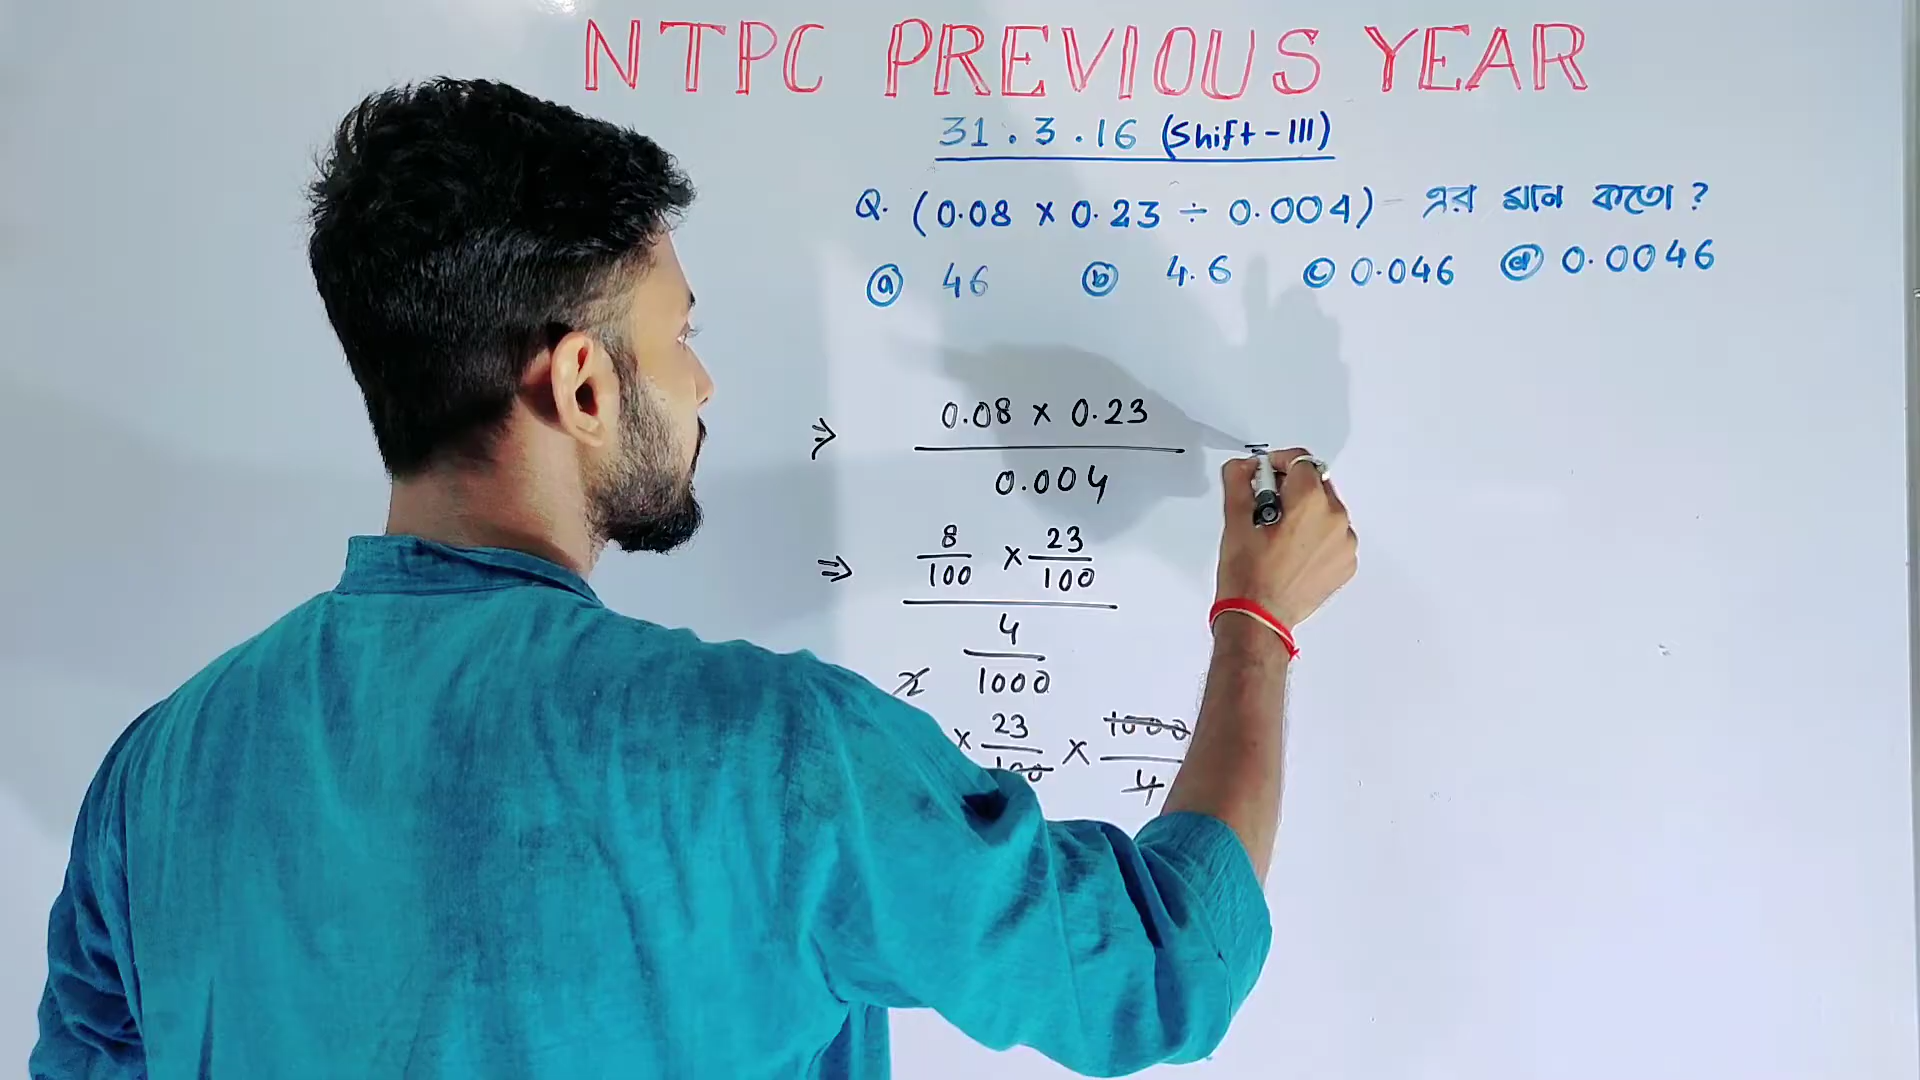 NTPC PREVIOUS YEAR
31.3.16 (Shift-III)
Q. (0.08 × 0.23 ÷ 0.004) - এর মান কতো ?
ⓐ 46 ⓑ 4.6 ⓒ 0.046 ⓓ 0.0046
⇒ 0.08 × 0.23 =
0.004
⇒ 8 × 23
100 100
4
1000
2
× 23 × 1000
100 4